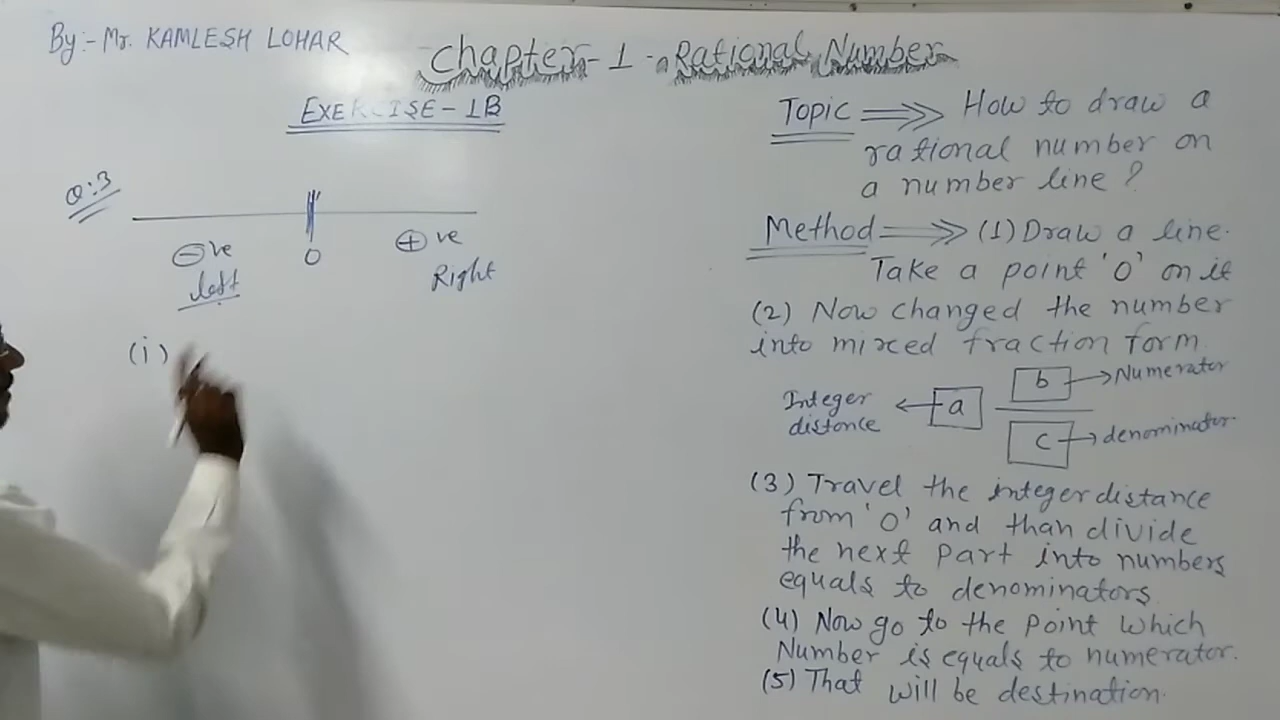 By:- Mr. KAMLESH LOHAR
Chapter-1- Rational Number
EXERCISE-1B
Q:3
⊖ve
0
⊕ve
left
Right
(i)
Topic ⇒ How to draw a
rational number on
a number line?
Method ⇒ (1) Draw a line.
Take a point 'O' on it
(2) Now changed the number
into mixed fraction form.
Integer
distance
a
b
Numerator
c
denominator
(3) Travel the integer distance
from 'O' and than divide
the next part into numbers
equals to denominators
(4) Now go to the point which
Number is equals to numerator.
(5) That will be destination.